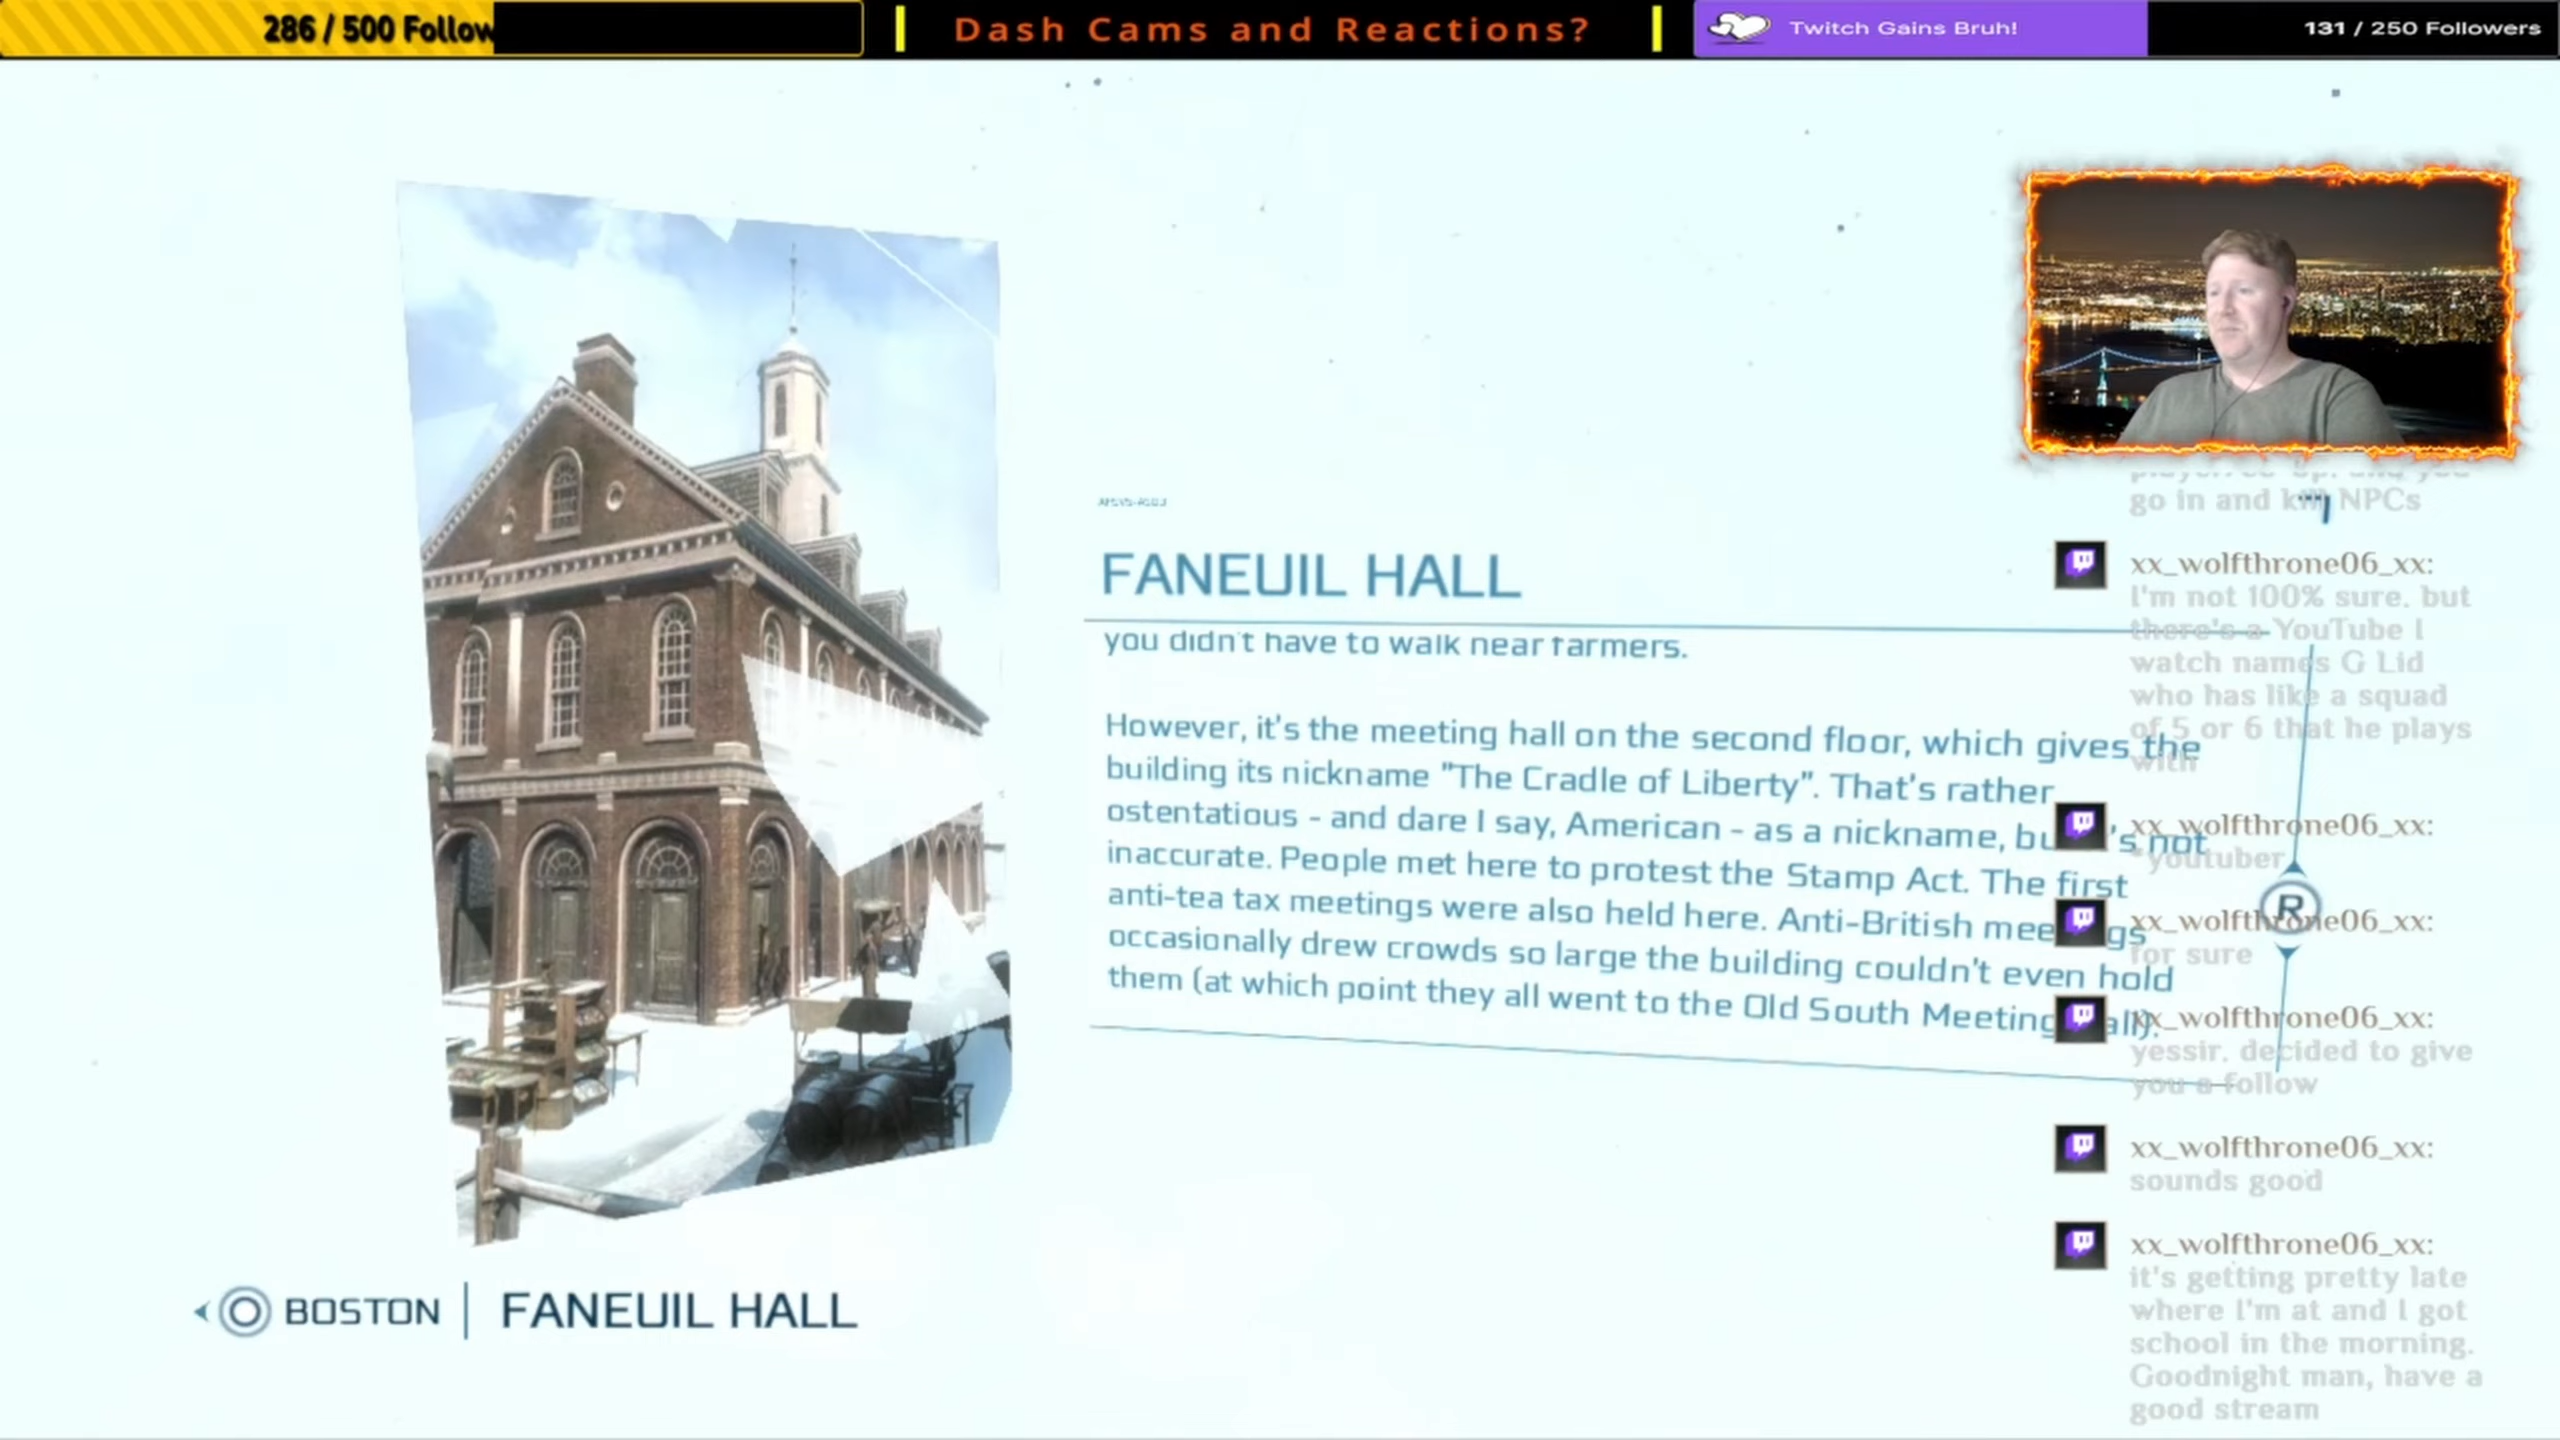 286 / 500 Follow
Dash Cams and Reactions?
Twitch Gains Bruh!
131 / 250 Followers
FANEUIL HALL
you didn't have to walk near farmers.
However, it's the meeting hall on the second floor, which gives the
building its nickname "The Cradle of Liberty". That's rather
ostentatious - and dare I say, American - as a nickname, bu 's not
inaccurate. People met here to protest the Stamp Act. The first
anti-tea tax meetings were also held here. Anti-British mee gs
occasionally drew crowds so large the building couldn't even hold
them (at which point they all went to the Old South Meeting all).
R
BOSTON | FANEUIL HALL
go in and kill NPCs
xx_wolfthrone06_xx:
I'm not 100% sure. but
there's a YouTube I
watch names G Lid
who has like a squad
of 5 or 6 that he plays
with
xx_wolfthrone06_xx:
*youtuber
xx_wolfthrone06_xx:
for sure
xx_wolfthrone06_xx:
yessir. decided to give
you a follow
xx_wolfthrone06_xx:
sounds good
xx_wolfthrone06_xx:
it's getting pretty late
where I'm at and I got
school in the morning.
Goodnight man, have a
good stream